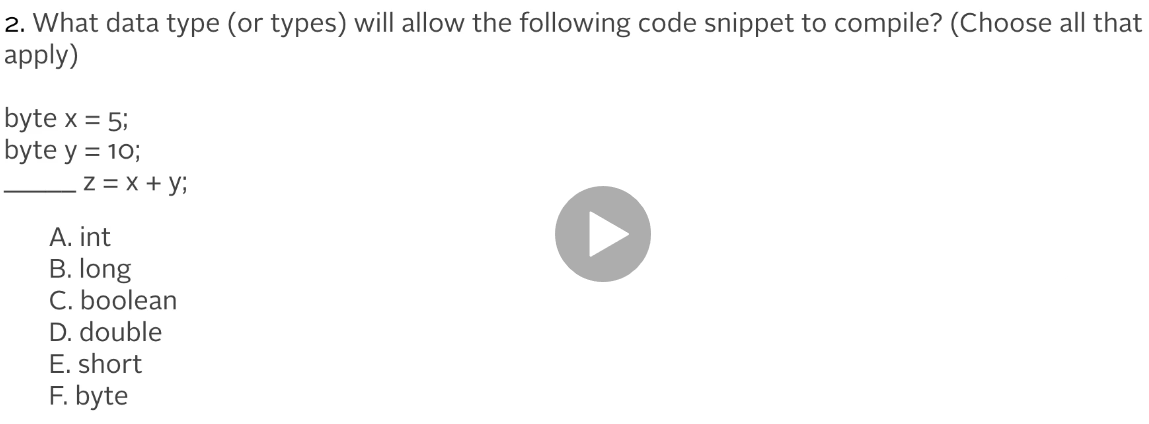 2. What data type (or types) will allow the following code snippet to compile? (Choose all that
apply)
byte x = 5;
byte y = 10;
_____ z = x + y;
A. int
B. long
C. boolean
D. double
E. short
F. byte